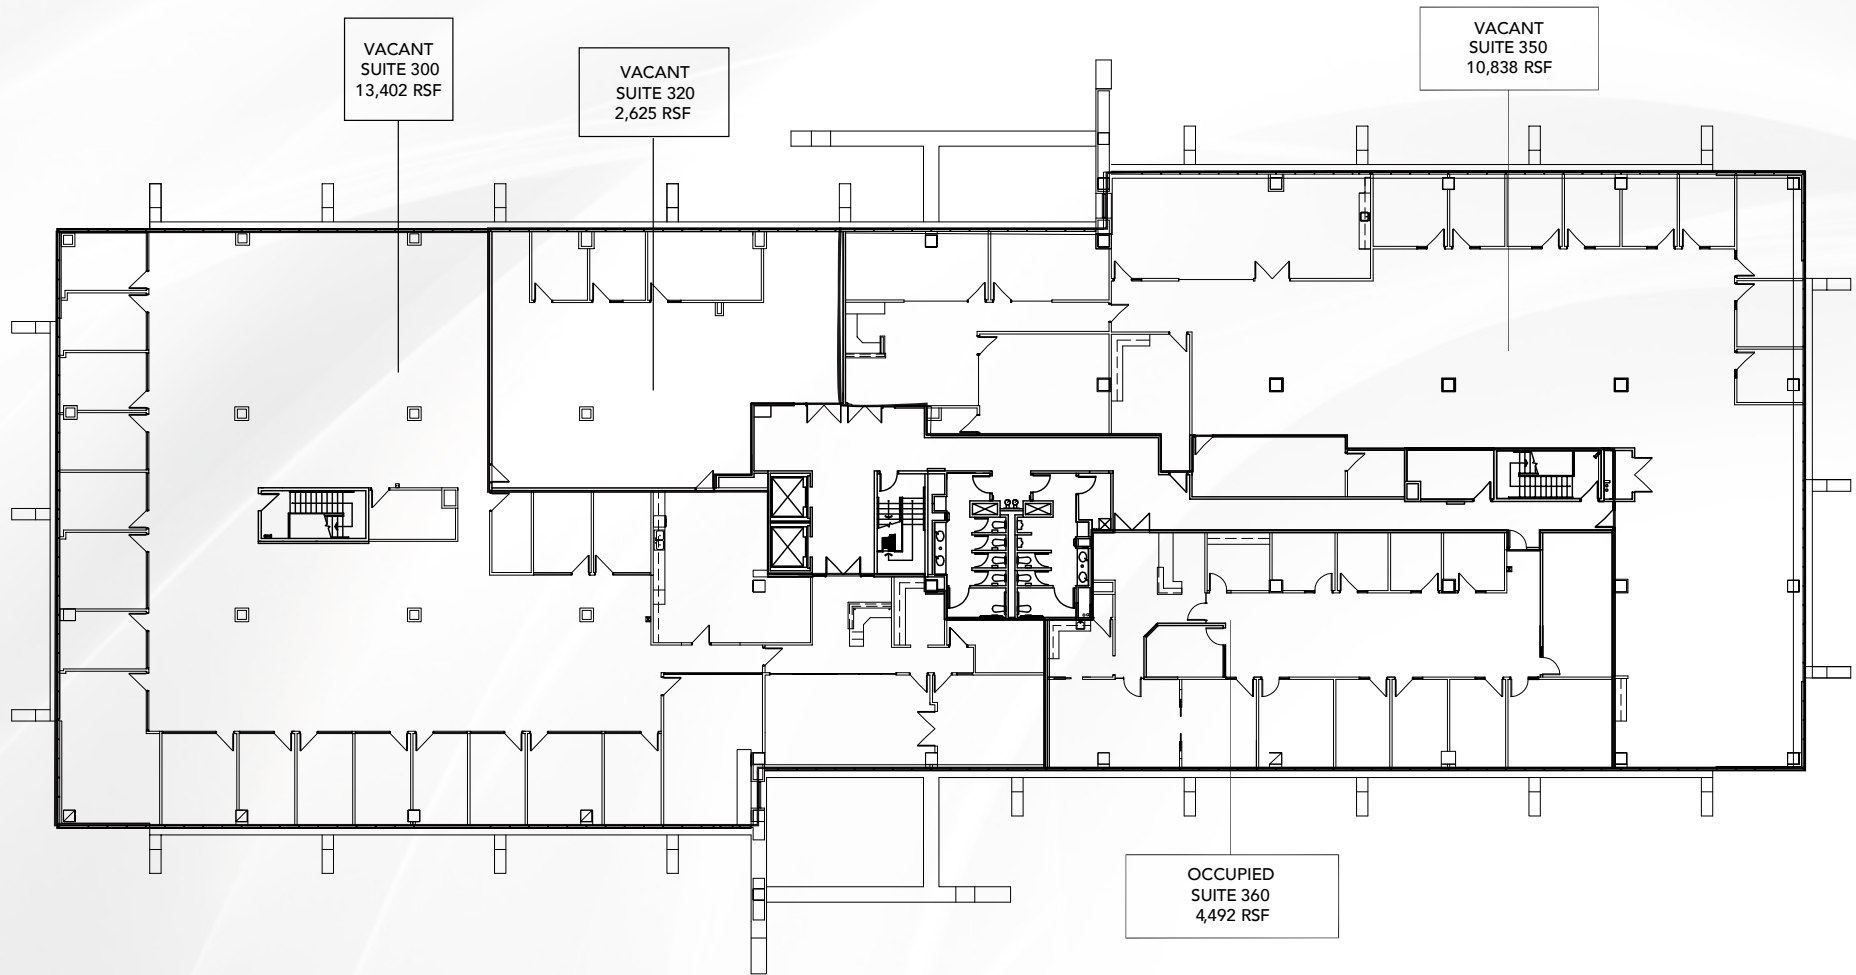 VACANT
SUITE 300
13,402 RSF
VACANT
SUITE 320
2,625 RSF
VACANT
SUITE 350
10,838 RSF
OCCUPIED
SUITE 360
4,492 RSF